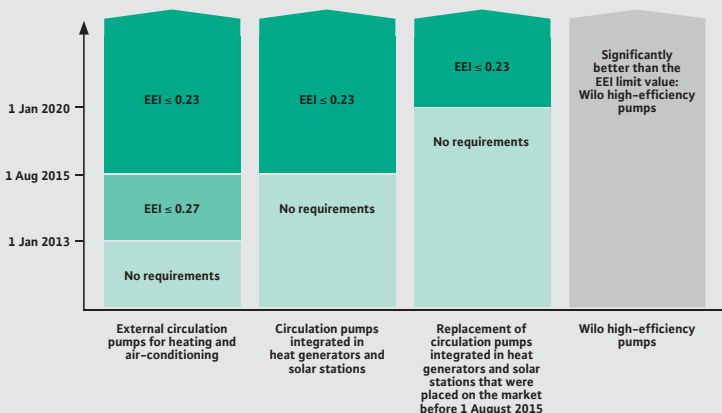 1 Jan 2020
1 Aug 2015
1 Jan 2013
EEI ≤ 0.23
EEI ≤ 0.27
No requirements
External circulation
pumps for heating and
air-conditioning
EEI ≤ 0.23
No requirements
Circulation pumps
integrated in
heat generators and
solar stations
EEI ≤ 0.23
No requirements
Replacement of
circulation pumps
integrated in heat
generators and solar
stations that were
placed on the market
before 1 August 2015
Significantly
better than the
EEI limit value:
Wilo high-efficiency
pumps
Wilo high-efficiency
pumps